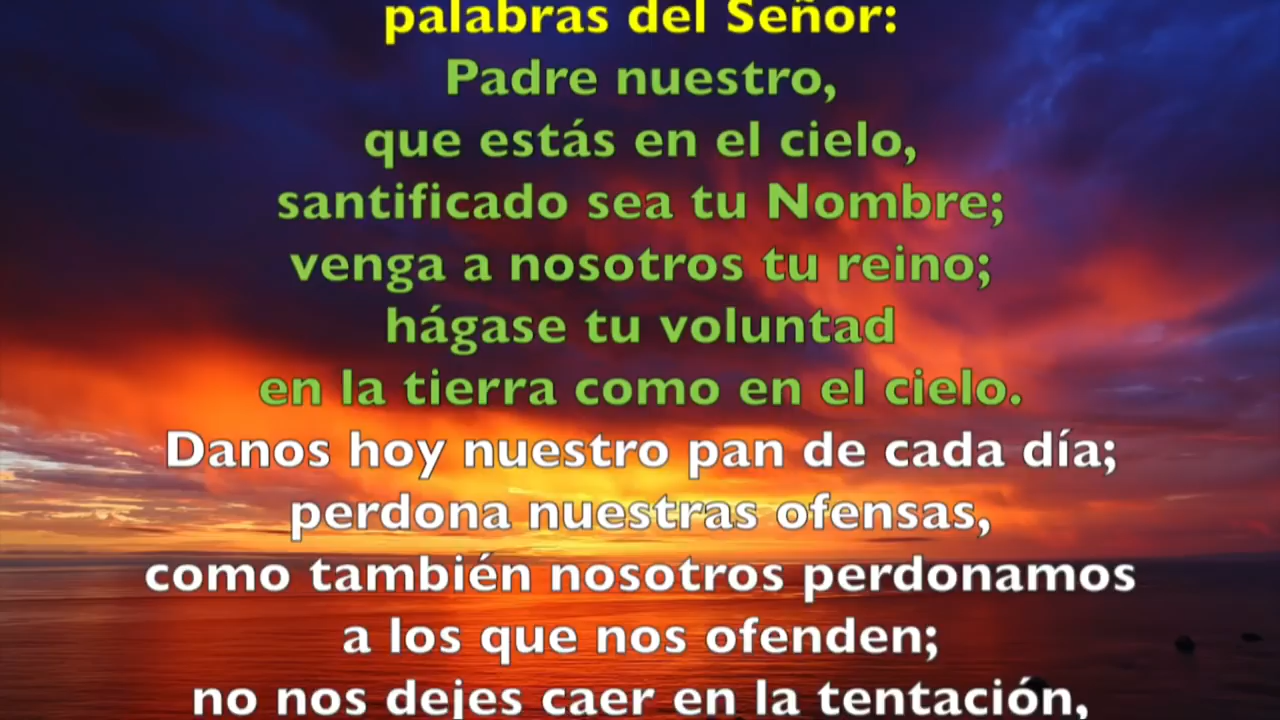 palabras del Señor:
Padre nuestro,
que estás en el cielo,
santificado sea tu Nombre;
venga a nosotros tu reino;
hágase tu voluntad
en la tierra como en el cielo.
Danos hoy nuestro pan de cada día;
perdona nuestras ofensas,
como también nosotros perdonamos
a los que nos ofenden;
no nos dejes caer en la tentación,